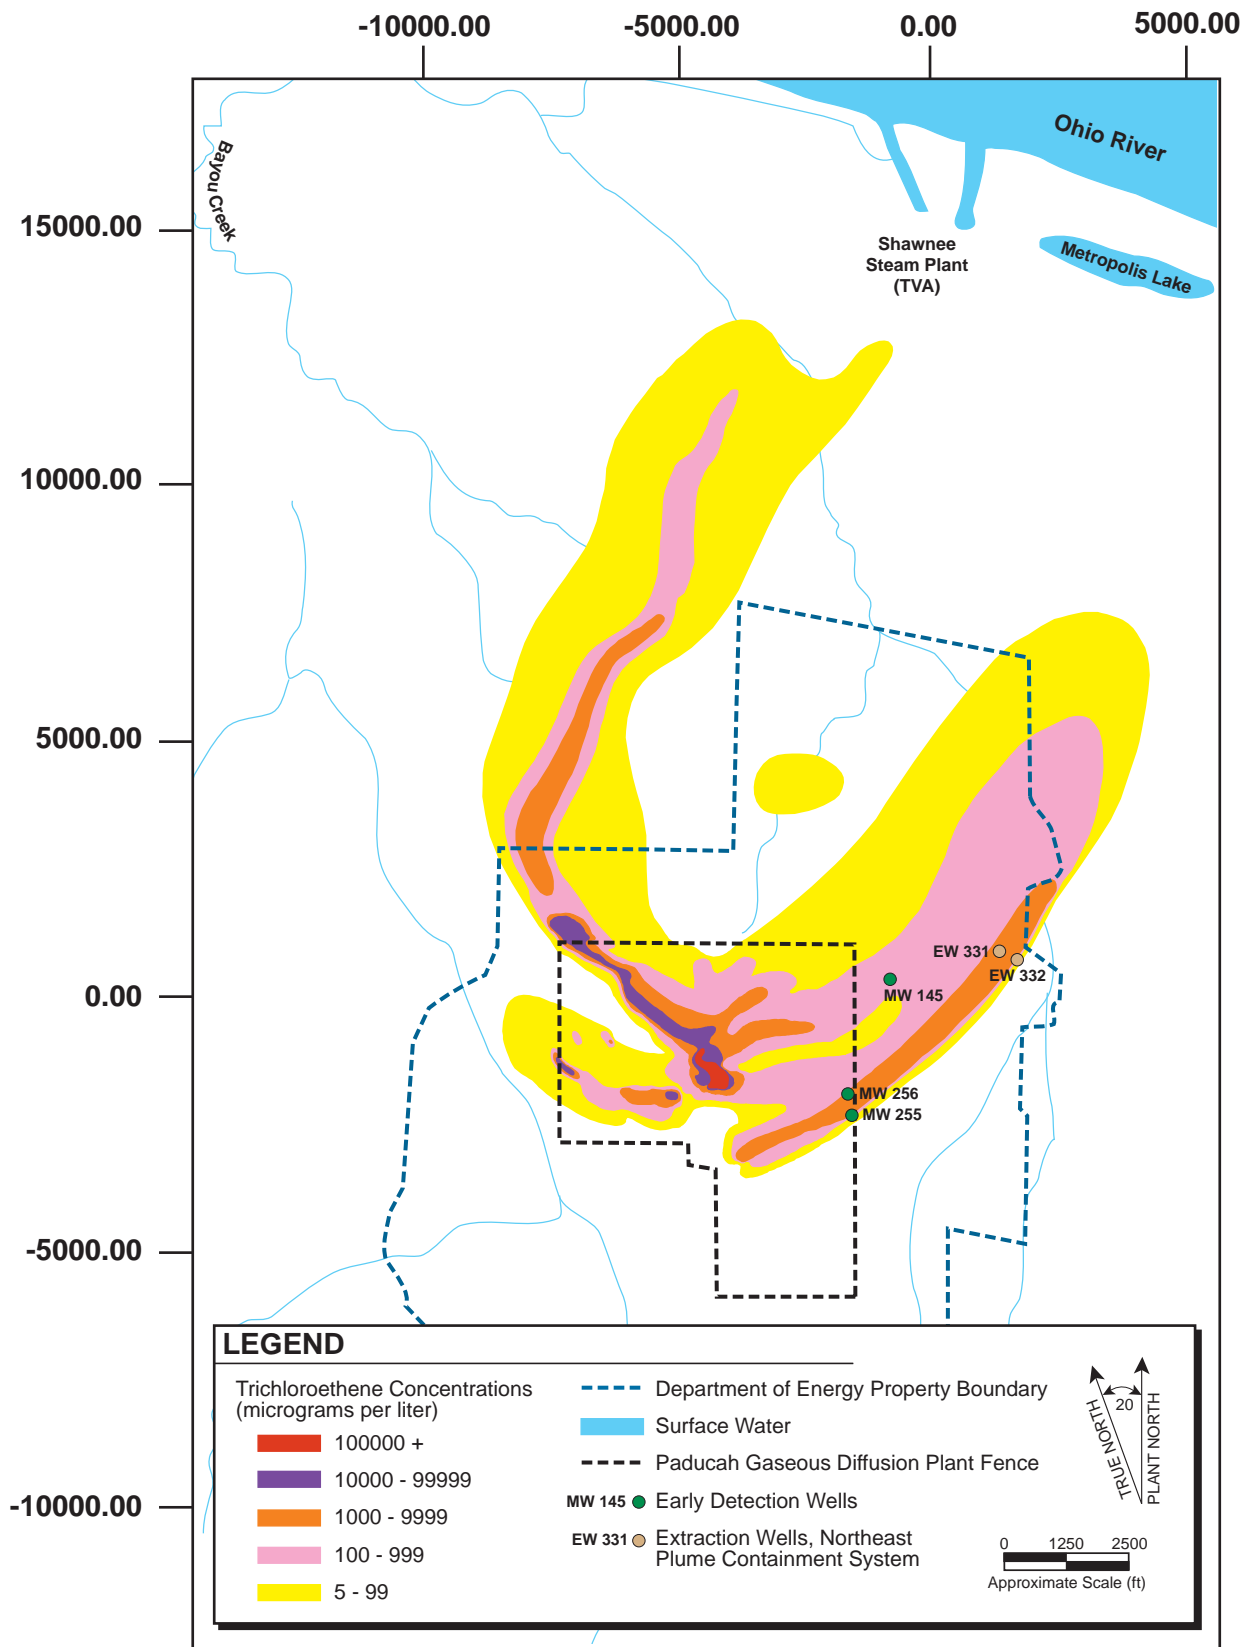 -10000.00 -5000.00 0.00 5000.00
Ohio River
Bayou Creek
15000.00
Shawnee
Steam Plant
(TVA)
Metropolis Lake
10000.00
5000.00
EW 331
EW 332
MW 145
0.00
MW 256
MW 255
-5000.00
-10000.00
LEGEND
Trichloroethene Concentrations
(micrograms per liter)
100000 +
10000 - 99999
1000 - 9999
100 - 999
5 - 99
Department of Energy Property Boundary
Surface Water
Paducah Gaseous Diffusion Plant Fence
MW 145 Early Detection Wells
EW 331 Extraction Wells, Northeast
Plume Containment System
20
TRUE NORTH
PLANT NORTH
0 1250 2500
Approximate Scale (ft)